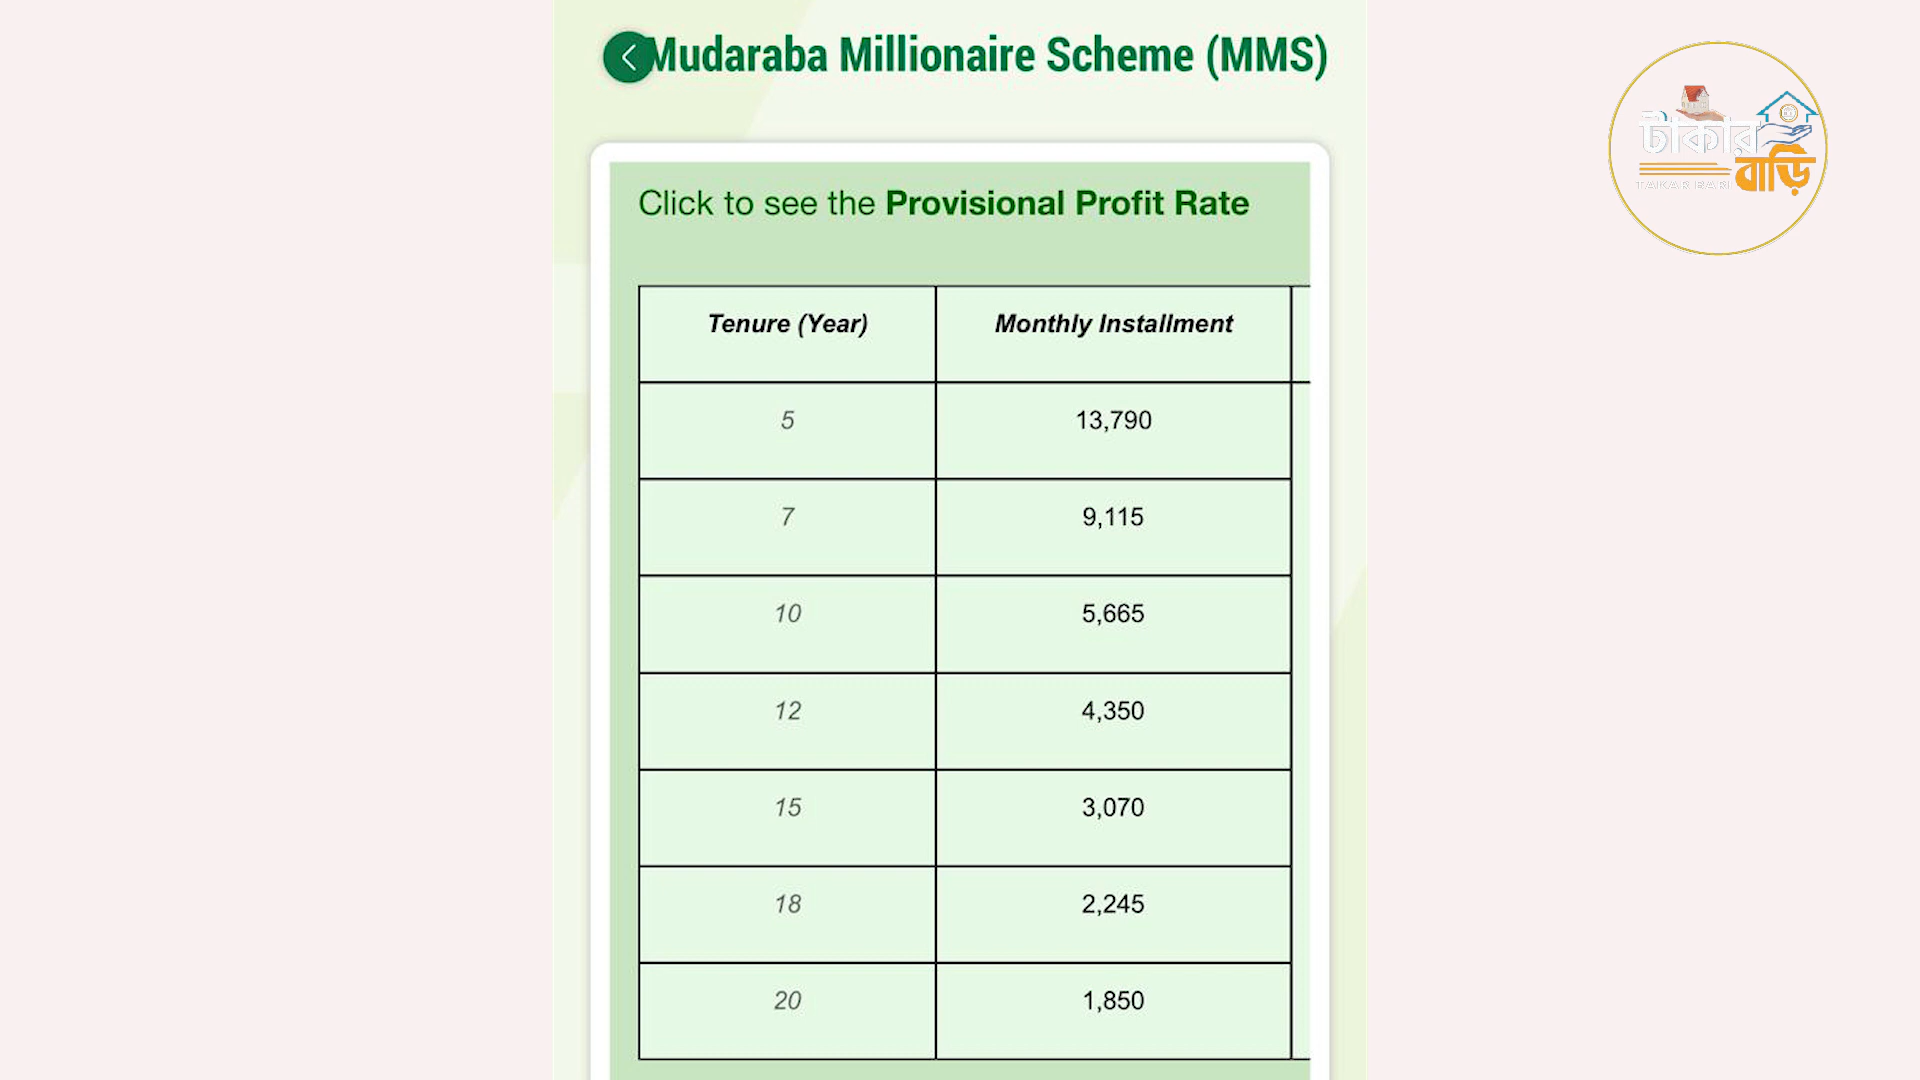 Mudaraba Millionaire Scheme (MMS)
টাকার
বাড়ি
TAKAR BARI
Click to see the Provisional Profit Rate
Tenure (Year) Monthly Installment
5 13,790
7 9,115
10 5,665
12 4,350
15 3,070
18 2,245
20 1,850